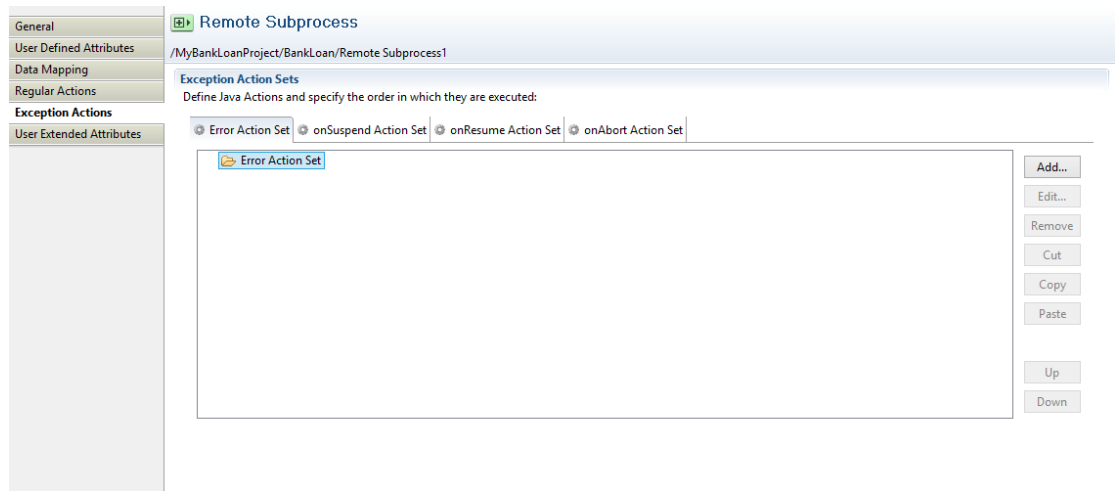 General
User Defined Attributes
Data Mapping
Regular Actions
Exception Actions
User Extended Attributes
Remote Subprocess
/MyBankLoanProject/BankLoan/Remote Subprocess1
Exception Action Sets
Define Java Actions and specify the order in which they are executed:
Error Action Set onSuspend Action Set onResume Action Set onAbort Action Set
Error Action Set
Add...
Edit...
Remove
Cut
Copy
Paste
Up
Down